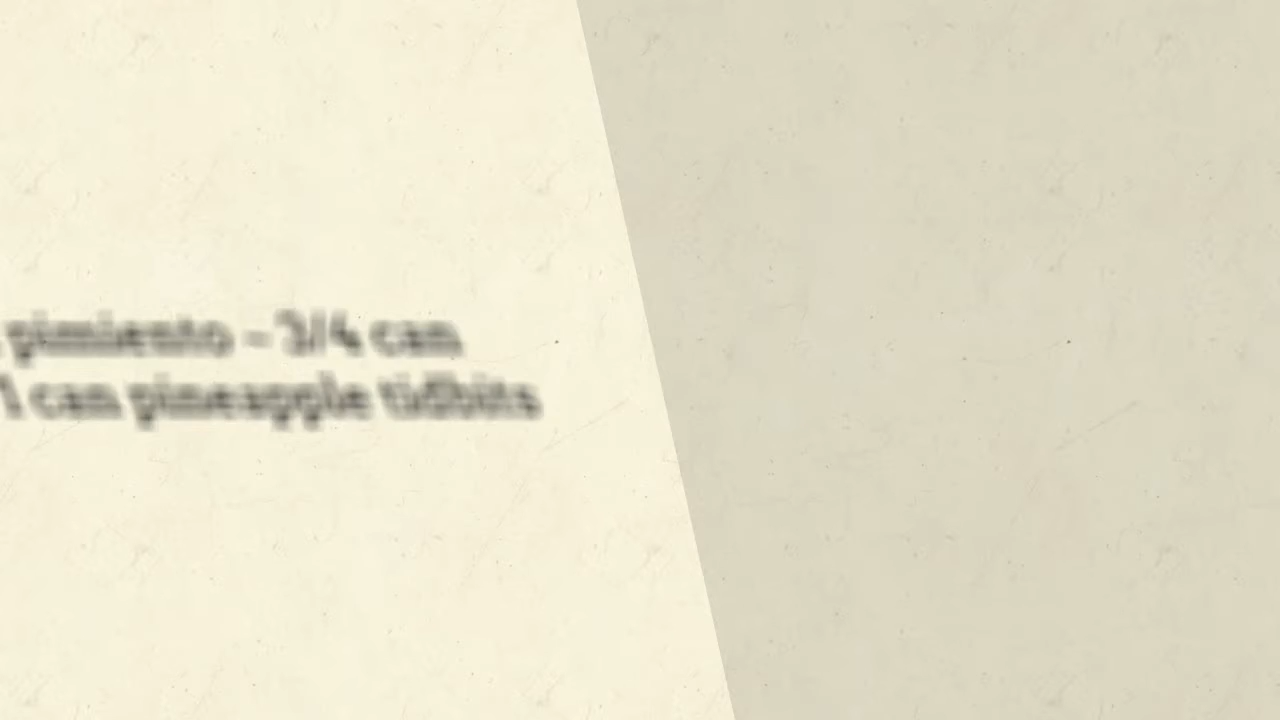 pimiento - 3/4 can
1 can pineapple tidbits